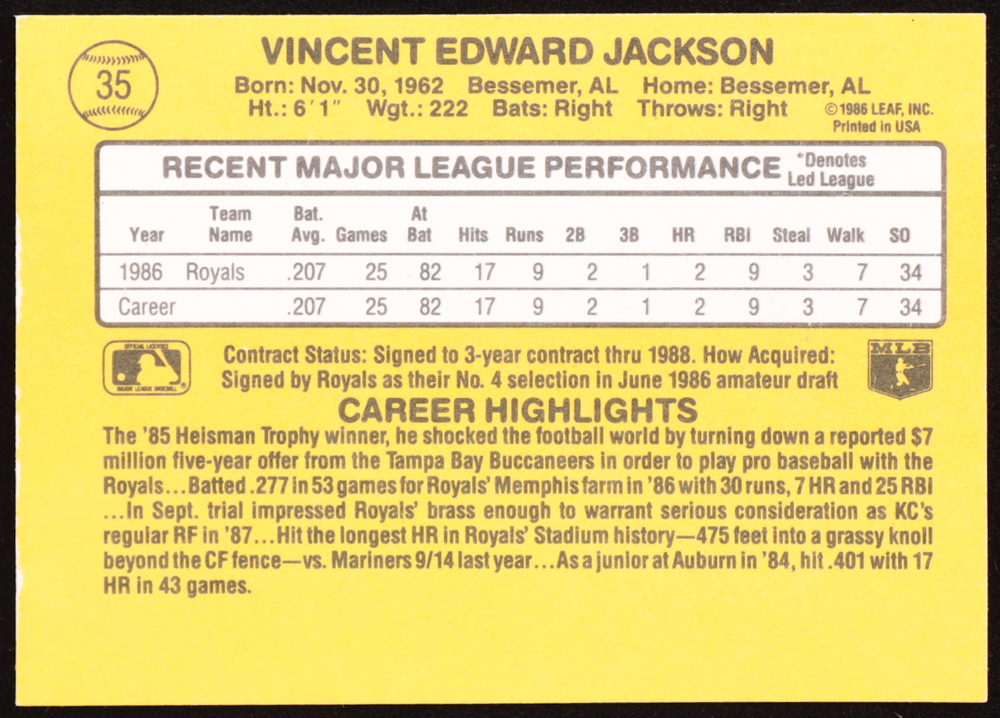 35
VINCENT EDWARD JACKSON
Born: Nov. 30, 1962 Bessemer, AL Home: Bessemer, AL
Ht.: 6'1" Wgt.: 222 Bats: Right Throws: Right
©1986 LEAF, INC.
Printed in USA
RECENT MAJOR LEAGUE PERFORMANCE *Denotes
Led League
Year Team Name Bat. Avg. Games At Bat Hits Runs 2B 3B HR RBI Steal Walk SO
1986 Royals .207 25 82 17 9 2 1 2 9 3 7 34
Career .207 25 82 17 9 2 1 2 9 3 7 34
OFFICIAL LICENSEE
MAJOR LEAGUE BASEBALL
Contract Status: Signed to 3-year contract thru 1988. How Acquired:
Signed by Royals as their No. 4 selection in June 1986 amateur draft
MLB
CAREER HIGHLIGHTS
The '85 Heisman Trophy winner, he shocked the football world by turning down a reported $7
million five-year offer from the Tampa Bay Buccaneers in order to play pro baseball with the
Royals...Batted .277 in 53 games for Royals' Memphis farm in '86 with 30 runs, 7 HR and 25 RBI
...In Sept. trial impressed Royals' brass enough to warrant serious consideration as KC's
regular RF in '87...Hit the longest HR in Royals' Stadium history—475 feet into a grassy knoll
beyond the CF fence—vs. Mariners 9/14 last year...As a junior at Auburn in '84, hit .401 with 17
HR in 43 games.